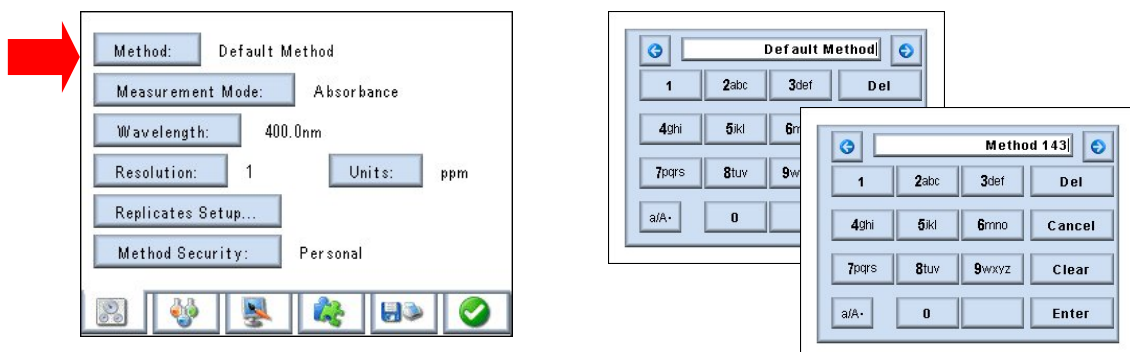 Method: Default Method
Measurement Mode: Absorbance
Wavelength: 400.0nm
Resolution: 1 Units: ppm
Replicates Setup...
Method Security: Personal
Default Method
1 2abc 3def Del
4ghi 5jkl
7pqrs 8tuv
a/A 0
Method 143
1 2abc 3def Del
4ghi 5jkl 6mno Cancel
7pqrs 8tuv 9wxyz Clear
a/A 0 Enter